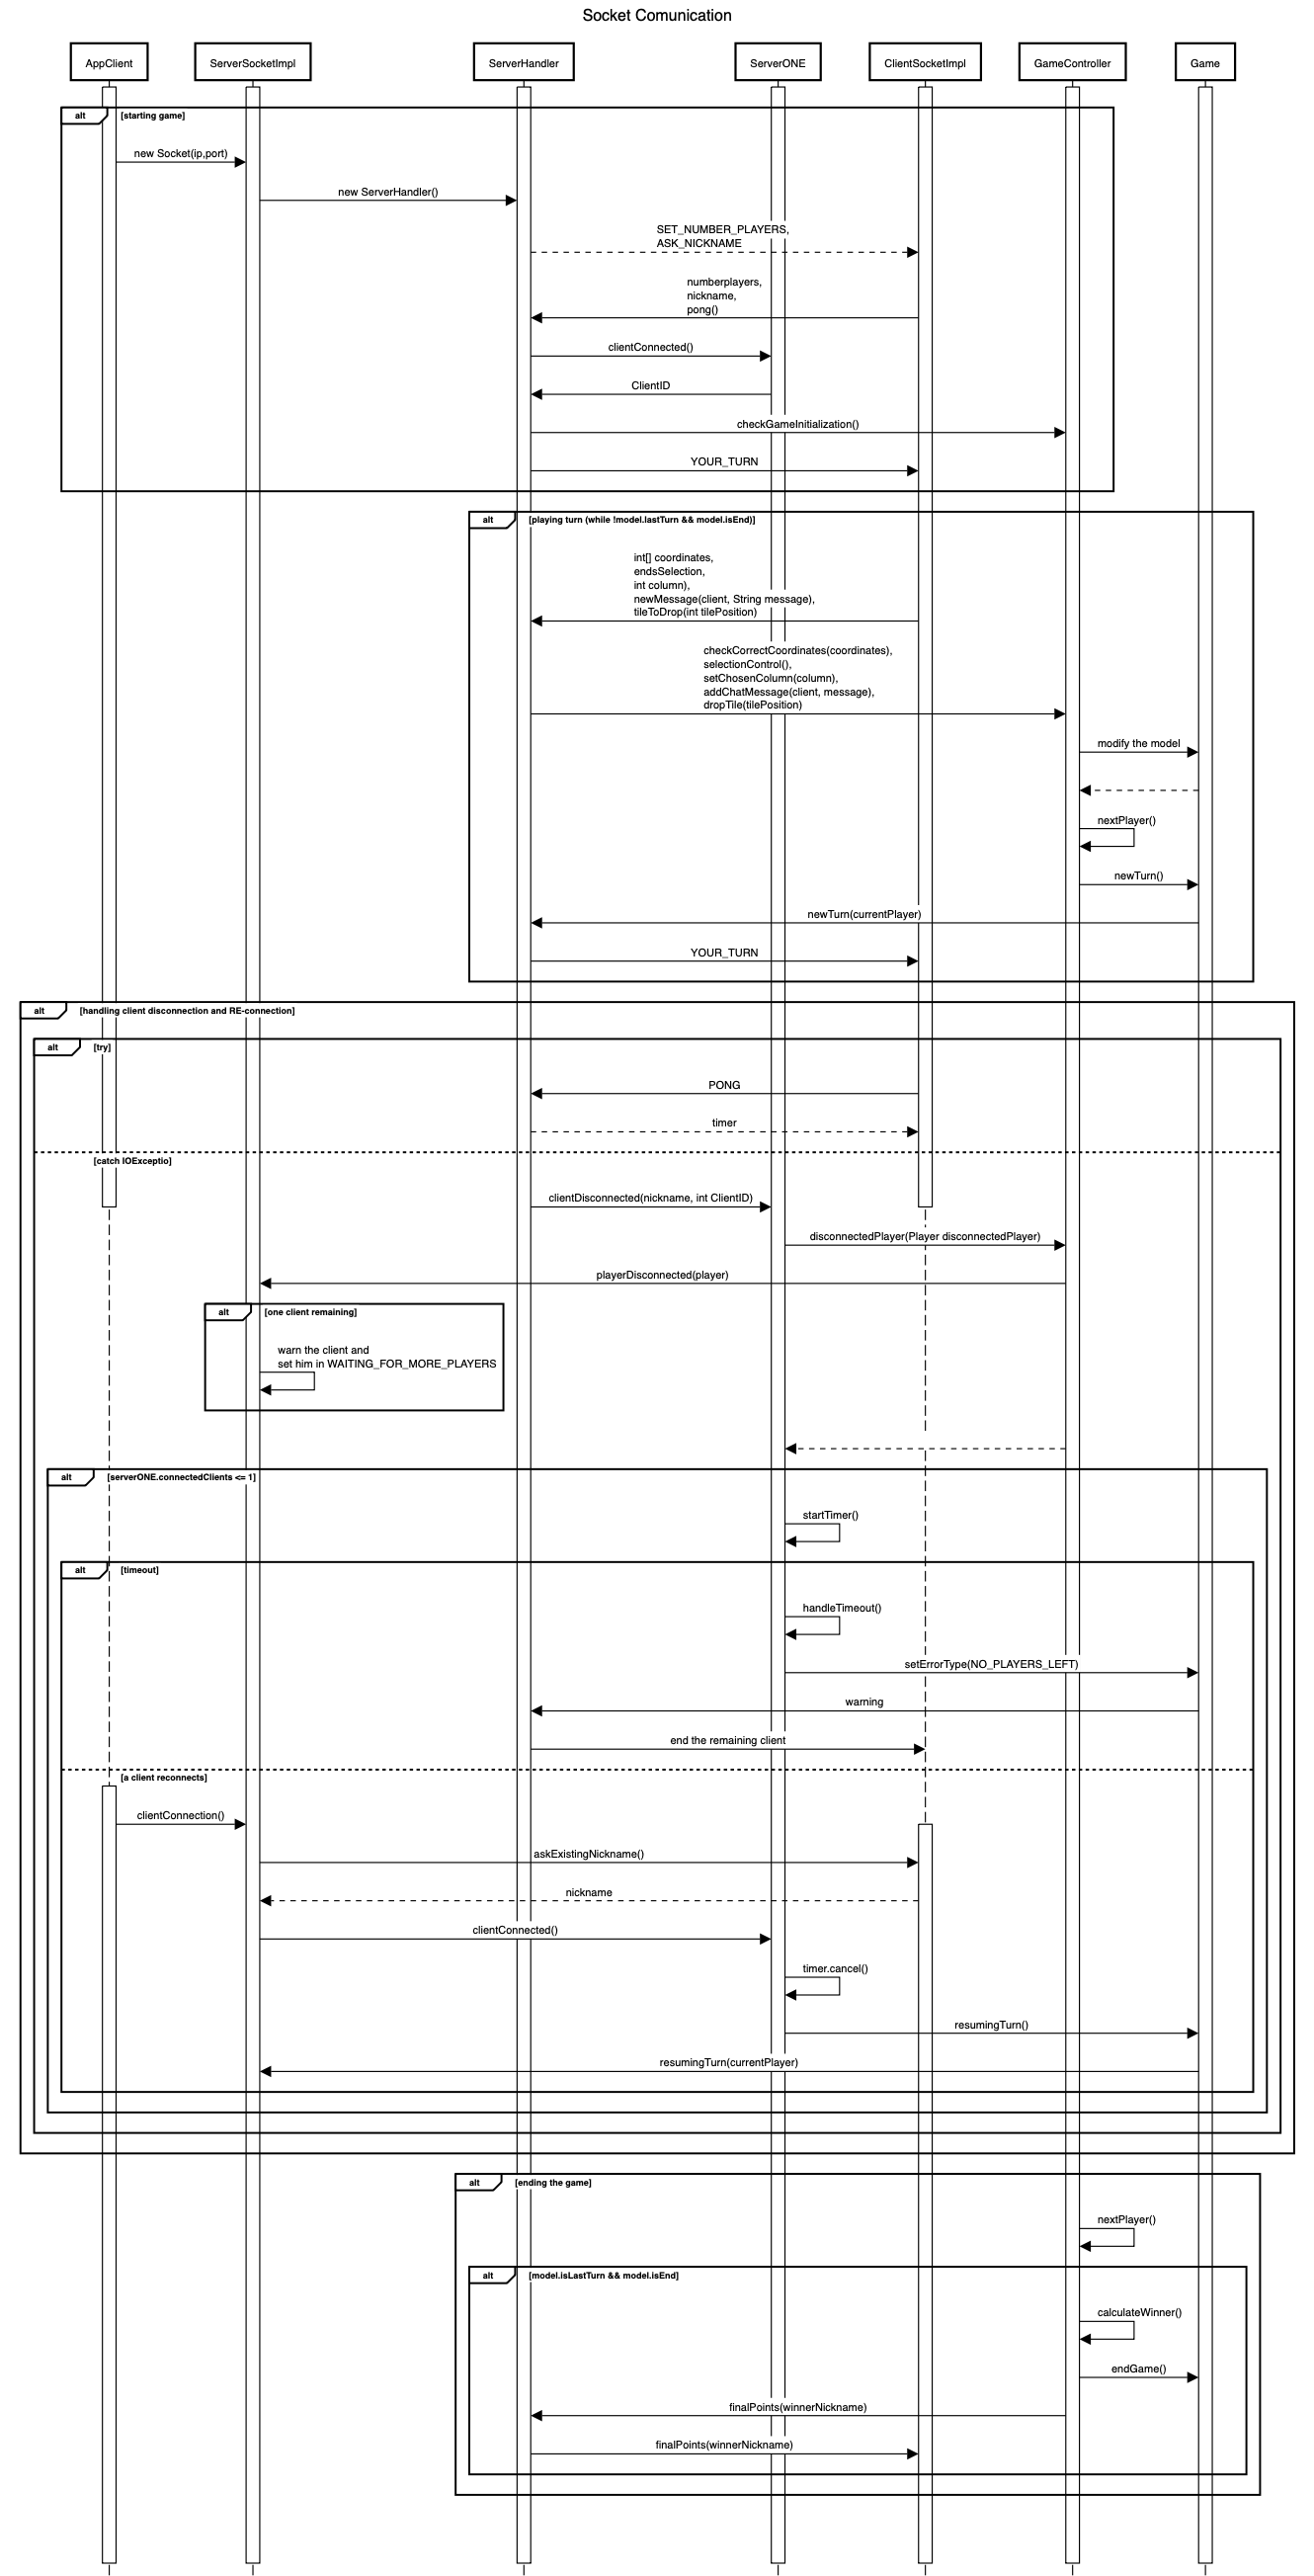 Socket Comunication
AppClient
ServerSocketImpl
ServerHandler
ServerONE
ClientSocketImpl
GameController
Game
alt
[starting game]
new Socket(ip,port)
new ServerHandler()
SET_NUMBER_PLAYERS,
ASK_NICKNAME
numberplayers,
nickname,
pong()
clientConnected()
ClientID
checkGameInitialization()
YOUR_TURN
alt
[playing turn (while !model.lastTurn && model.isEnd)]
int[] coordinates,
endsSelection,
int column),
newMessage(client, String message),
tileToDrop(int tilePosition)
checkCorrectCoordinates(coordinates),
selectionControl(),
setChosenColumn(column),
addChatMessage(client, message),
dropTile(tilePosition)
modify the model
nextPlayer()
newTurn()
newTurn(currentPlayer)
YOUR_TURN
alt
[handling client disconnection and RE-connection]
alt
[try]
PONG
timer
[catch IOExceptio]
clientDisconnected(nickname, int ClientID)
disconnectedPlayer(Player disconnectedPlayer)
playerDisconnected(player)
alt
[one client remaining]
warn the client and
set him in WAITING_FOR_MORE_PLAYERS
alt
[serverONE.connectedClients <= 1]
startTimer()
alt
[timeout]
handleTimeout()
setErrorType(NO_PLAYERS_LEFT)
warning
end the remaining client
[a client reconnects]
clientConnection()
askExistingNickname()
nickname
clientConnected()
timer.cancel()
resumingTurn()
resumingTurn(currentPlayer)
alt
[ending the game]
nextPlayer()
alt
[model.isLastTurn && model.isEnd]
calculateWinner()
endGame()
finalPoints(winnerNickname)
finalPoints(winnerNickname)